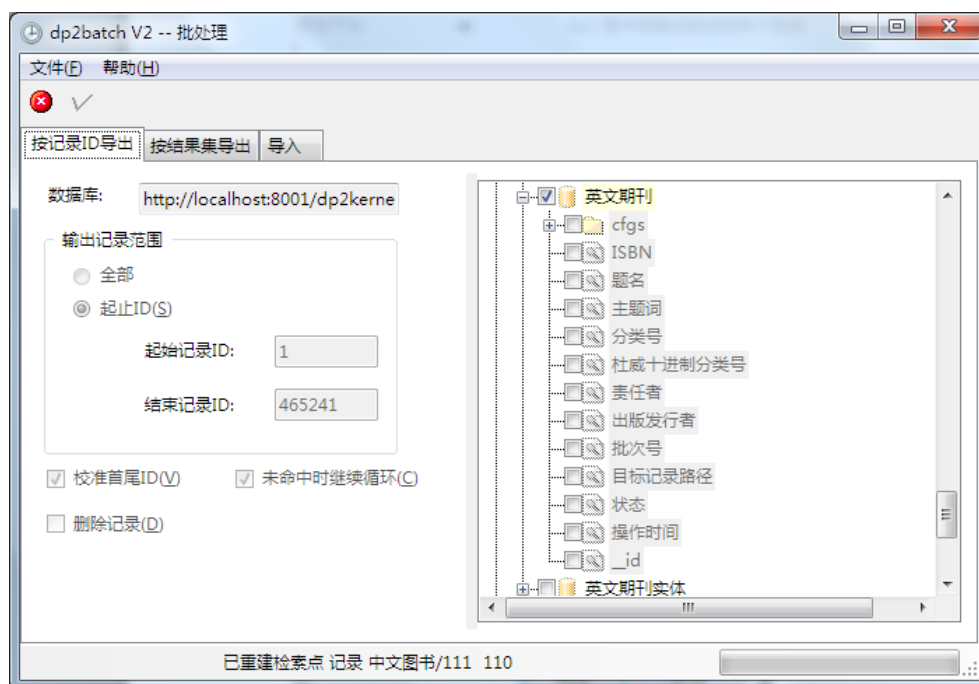 dp2batch V2 -- 批处理
文件(F) 帮助(H)
按记录ID导出 按结果集导出 导入
数据库: http://localhost:8001/dp2kerne
输出记录范围
全部
起止ID(S)
起始记录ID: 1
结束记录ID: 465241
校准首尾ID(V) 未命中时继续循环(C)
删除记录(D)
英文期刊
cfgs
ISBN
题名
主题词
分类号
杜威十进制分类号
责任者
出版发行者
批次号
目标记录路径
状态
操作时间
__id
英文期刊实体
已重建检索点 记录 中文图书/111 110